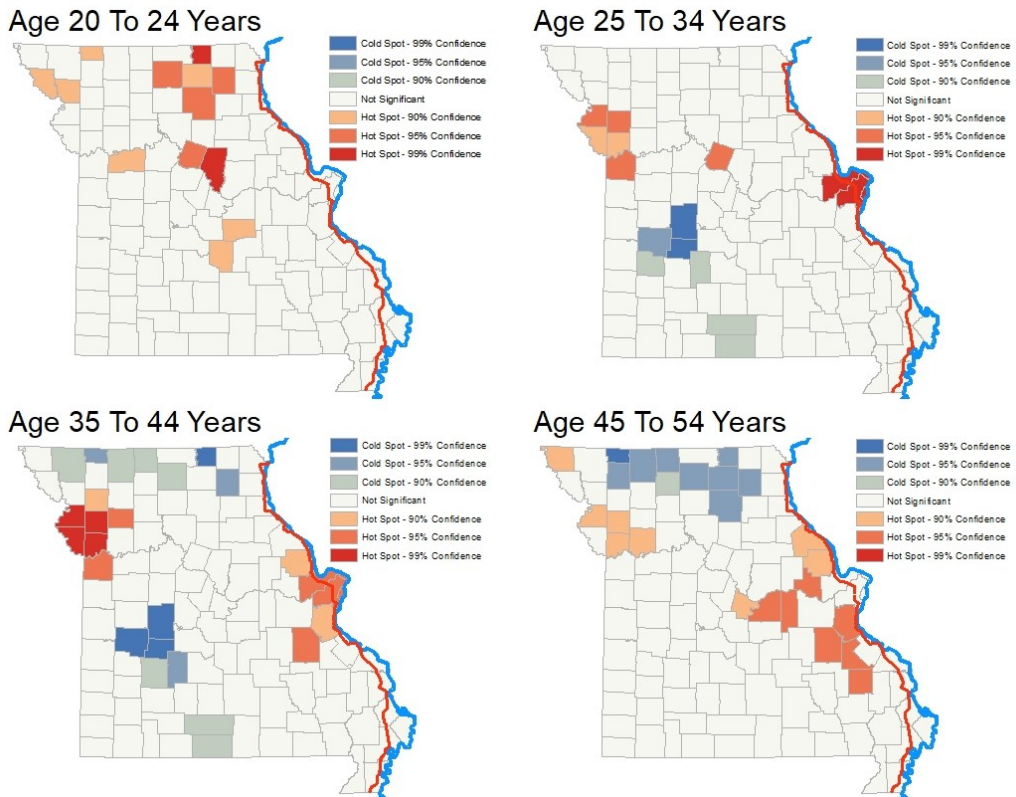 Age 20 To 24 Years
Cold Spot - 99% Confidence
Cold Spot - 95% Confidence
Cold Spot - 90% Confidence
Not Significant
Hot Spot - 90% Confidence
Hot Spot - 95% Confidence
Hot Spot - 99% Confidence
Age 25 To 34 Years
Cold Spot - 99% Confidence
Cold Spot - 95% Confidence
Cold Spot - 90% Confidence
Not Significant
Hot Spot - 90% Confidence
Hot Spot - 95% Confidence
Hot Spot - 99% Confidence
Age 35 To 44 Years
Cold Spot - 99% Confidence
Cold Spot - 95% Confidence
Cold Spot - 90% Confidence
Not Significant
Hot Spot - 90% Confidence
Hot Spot - 95% Confidence
Hot Spot - 99% Confidence
Age 45 To 54 Years
Cold Spot - 99% Confidence
Cold Spot - 95% Confidence
Cold Spot - 90% Confidence
Not Significant
Hot Spot - 90% Confidence
Hot Spot - 95% Confidence
Hot Spot - 99% Confidence